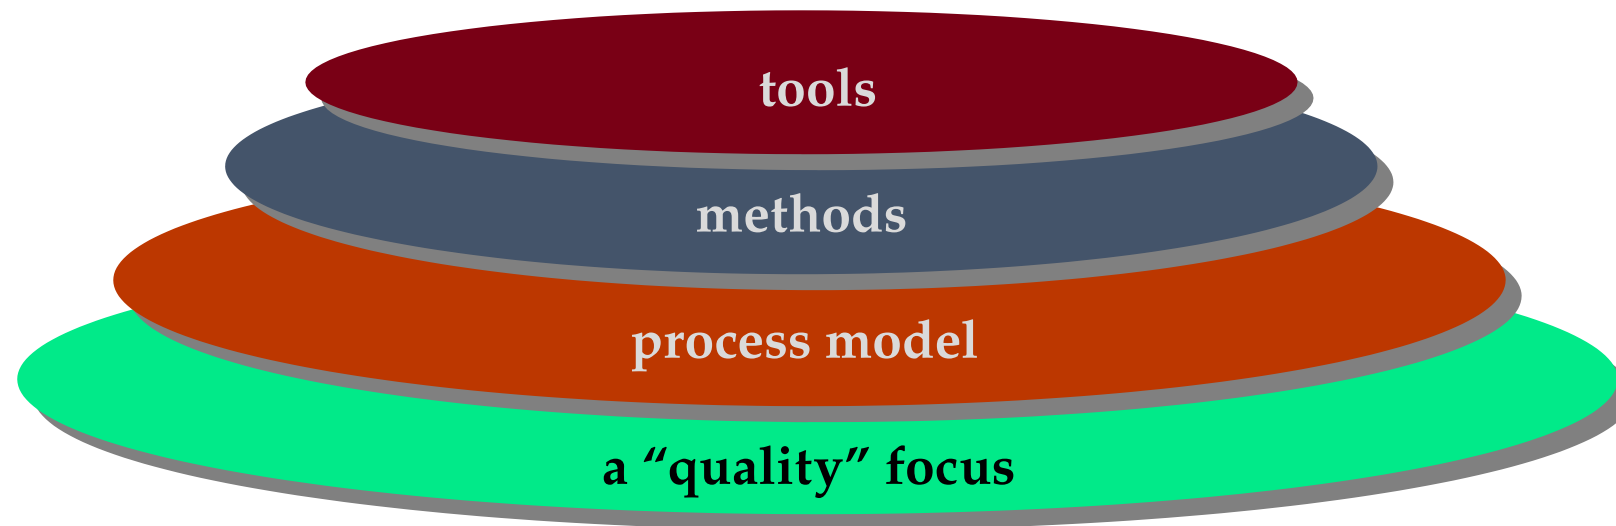 tools
methods
process model
a “quality” focus